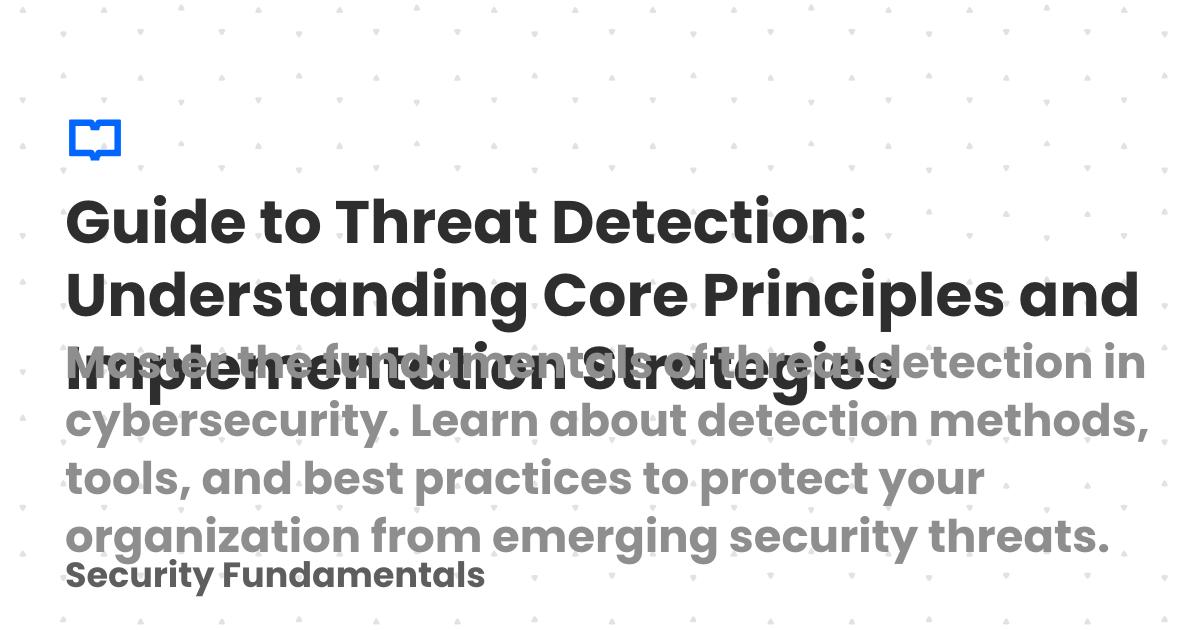 Guide to Threat Detection:
Understanding Core Principles and
Implementation Strategies
Master the fundamentals of threat detection in
cybersecurity. Learn about detection methods,
tools, and best practices to protect your
organization from emerging security threats.
Security Fundamentals